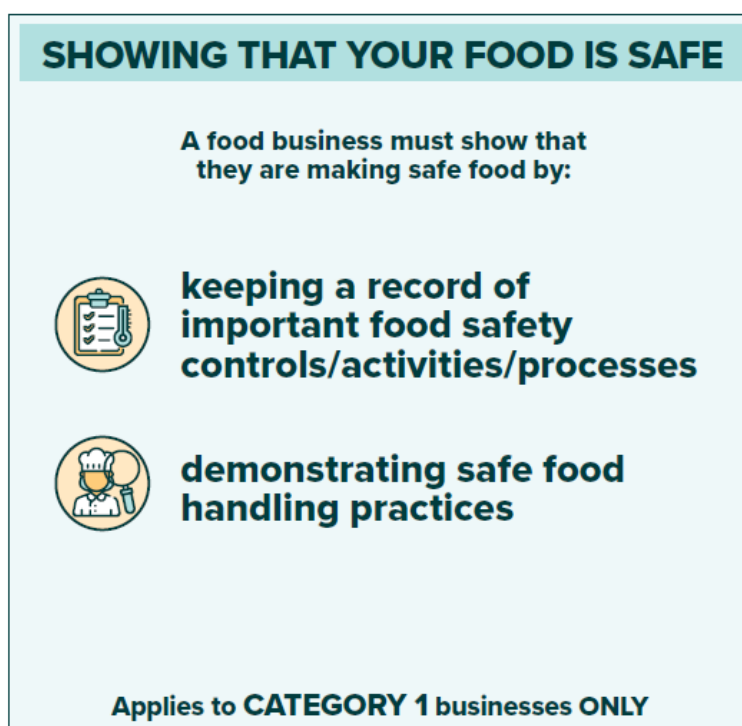 SHOWING THAT YOUR FOOD IS SAFE
A food business must show that
they are making safe food by:
keeping a record of
important food safety
controls/activities/processes
demonstrating safe food
handling practices
Applies to CATEGORY 1 businesses ONLY